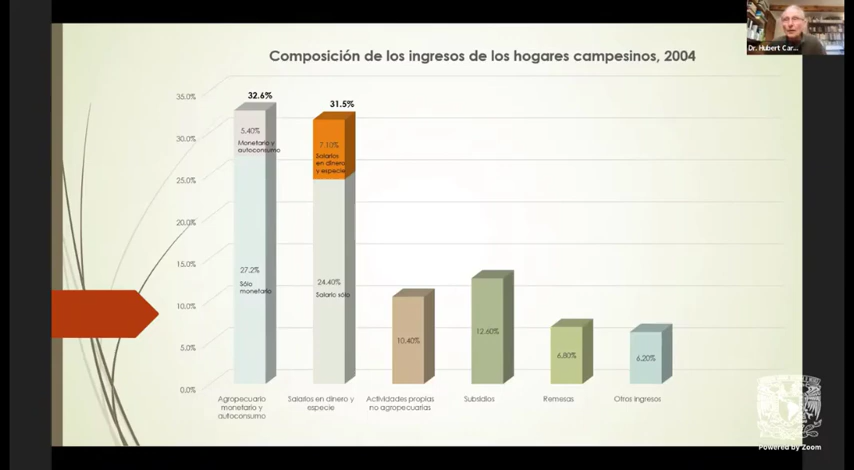 Dr. Hubert Car...
Composición de los ingresos de los hogares campesinos, 2004
35.0%
30.0%
25.0%
20.0%
15.0%
10.0%
5.0%
0.0%
32.6%
5.40%
Monetario y
autoconsumo
27.2%
Sólo
monetario
31.5%
7.10%
Salarios
en dinero
y especie
24.40%
Salario sólo
10.40%
12.60%
6.80%
6.20%
Agropecuario
monetario y
autoconsumo
Salarios en dinero y
especie
Actividades propias
no agropecuarias
Subsidios
Remesas
Otros ingresos
Powered by Zoom